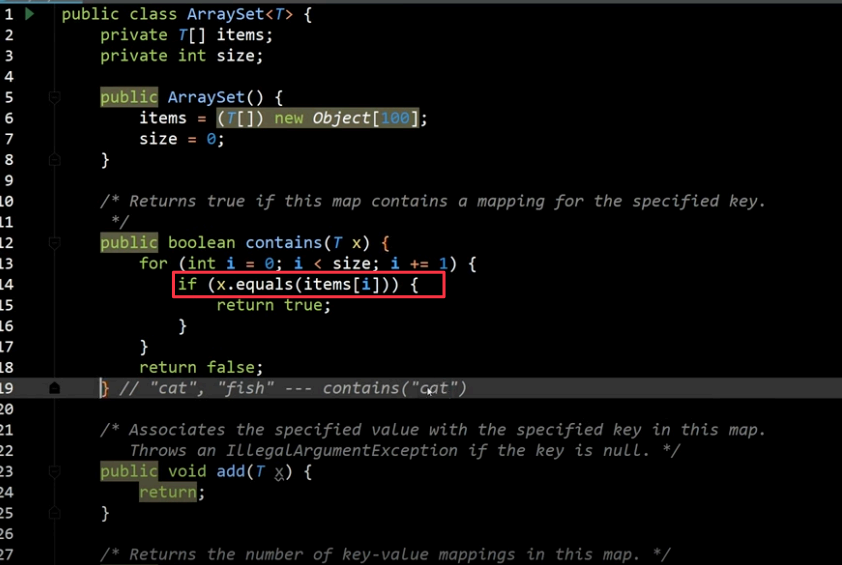 1 public class ArraySet<T> {
2 private T[] items;
3 private int size;
4
5 public ArraySet() {
6 items = (T[]) new Object[100];
7 size = 0;
8 }
9
10 /* Returns true if this map contains a mapping for the specified key.
11 */
12 public boolean contains(T x) {
13 for (int i = 0; i < size; i += 1) {
14 if (x.equals(items[i])) {
15 return true;
16 }
17 }
18 return false;
19 } // "cat", "fish" --- contains("cat")
20
21 /* Associates the specified value with the specified key in this map.
22 Throws an IllegalArgumentException if the key is null. */
23 public void add(T x) {
24 return;
25 }
26
27 /* Returns the number of key-value mappings in this map. */